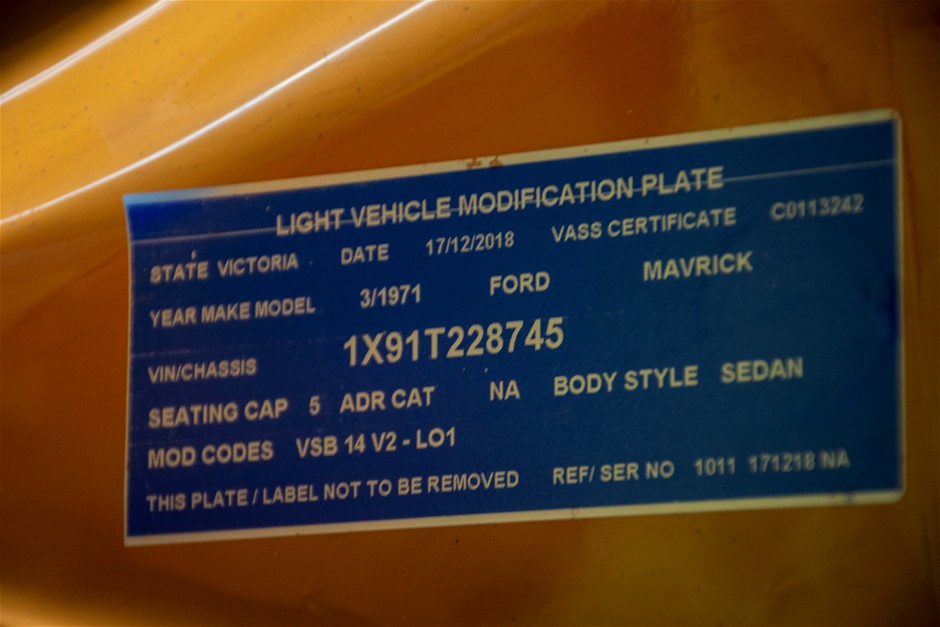 LIGHT VEHICLE MODIFICATION PLATE
STATE VICTORIA DATE 17/12/2018 VASS CERTIFICATE C0113242
YEAR MAKE MODEL 3/1971 FORD MAVRICK
VIN/CHASSIS 1X91T228745
SEATING CAP 5 ADR CAT NA BODY STYLE SEDAN
MOD CODES VSB 14 V2 - LO1
THIS PLATE / LABEL NOT TO BE REMOVED REF/ SER NO 1011 171218 NA